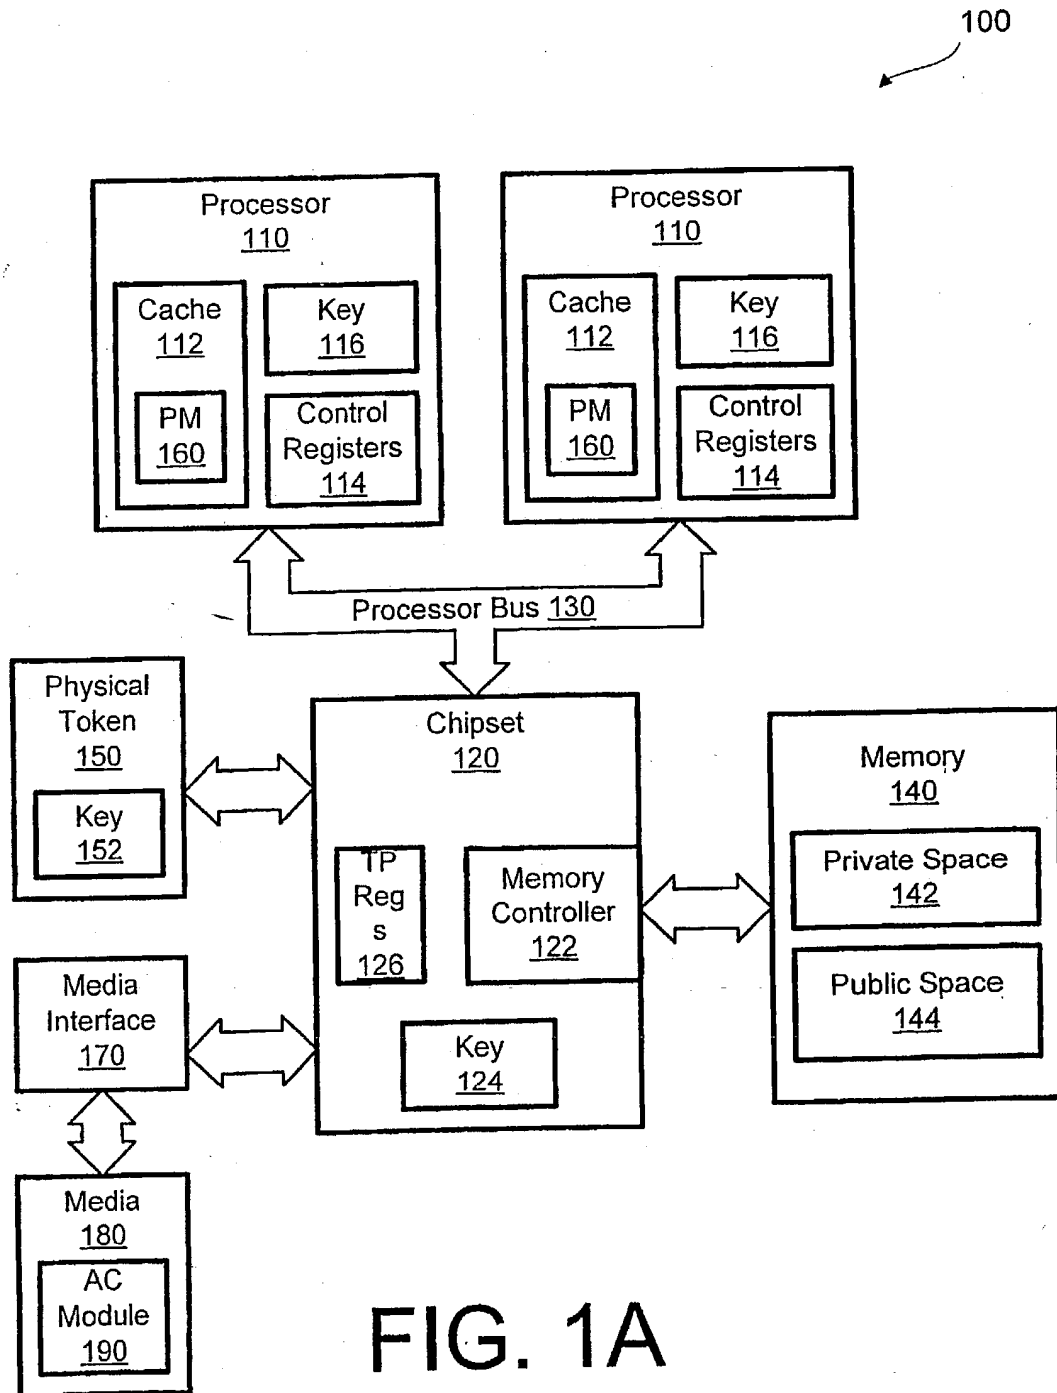 100
Processor
110
Cache
112
PM
160
Key
116
Control
Registers
114
Processor
110
Cache
112
PM
160
Key
116
Control
Registers
114
Processor Bus 130
Physical
Token
150
Key
152
Chipset
120
TP
Reg
s
126
Memory
Controller
122
Key
124
Memory
140
Private Space
142
Public Space
144
Media
Interface
170
Media
180
AC
Module
190
FIG. 1A